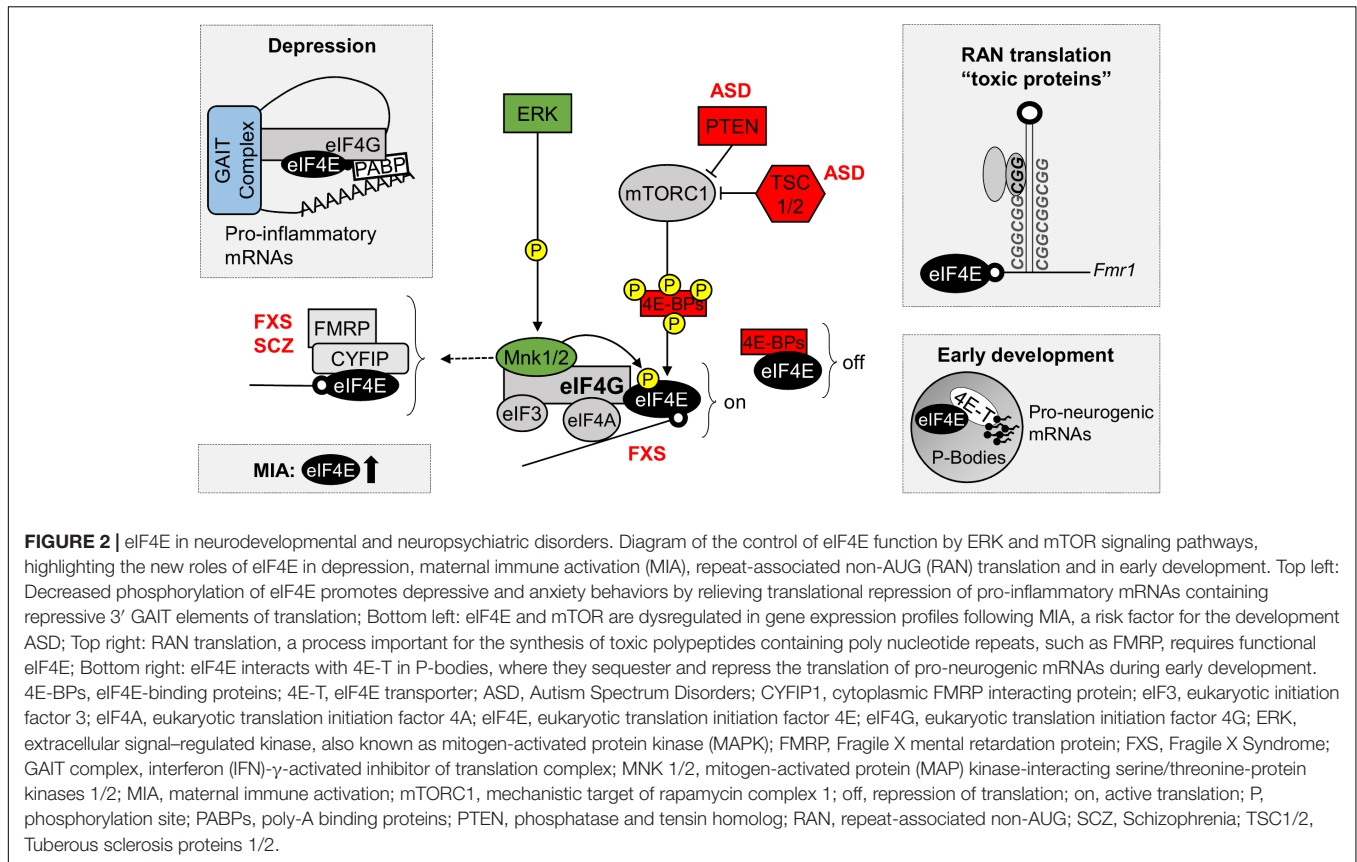 Depression
GAIT
Complex
eIF4G
eIF4E
PABP
AAAAAAAA
Pro-inflammatory
mRNAs
ERK
P
ASD
PTEN
mTORC1
TSC
1/2
ASD
P
P
P
4E-BPs
P
RAN translation
“toxic proteins”
CGG
CGGCGGCGG
CGGCGGCGG
eIF4E
Fmr1
FXS
SCZ
FMRP
CYFIP
eIF4E
Mnk1/2
eIF4G
P
eIF4E
eIF3
eIF4A
on
FXS
4E-BPs
eIF4E
off
MIA: eIF4E
Early development
4E-T
eIF4E
P-Bodies
Pro-neurogenic
mRNAs
FIGURE 2 | eIF4E in neurodevelopmental and neuropsychiatric disorders. Diagram of the control of eIF4E function by ERK and mTOR signaling pathways,
highlighting the new roles of eIF4E in depression, maternal immune activation (MIA), repeat-associated non-AUG (RAN) translation and in early development. Top left:
Decreased phosphorylation of eIF4E promotes depressive and anxiety behaviors by relieving translational repression of pro-inflammatory mRNAs containing
repressive 3′ GAIT elements of translation; Bottom left: eIF4E and mTOR are dysregulated in gene expression profiles following MIA, a risk factor for the development
ASD; Top right: RAN translation, a process important for the synthesis of toxic polypeptides containing poly nucleotide repeats, such as FMRP, requires functional
eIF4E; Bottom right: eIF4E interacts with 4E-T in P-bodies, where they sequester and repress the translation of pro-neurogenic mRNAs during early development.
4E-BPs, eIF4E-binding proteins; 4E-T, eIF4E transporter; ASD, Autism Spectrum Disorders; CYFIP1, cytoplasmic FMRP interacting protein; eIF3, eukaryotic initiation
factor 3; eIF4A, eukaryotic translation initiation factor 4A; eIF4E, eukaryotic translation initiation factor 4E; eIF4G, eukaryotic translation initiation factor 4G; ERK,
extracellular signal–regulated kinase, also known as mitogen-activated protein kinase (MAPK); FMRP, Fragile X mental retardation protein; FXS, Fragile X Syndrome;
GAIT complex, interferon (IFN)-γ-activated inhibitor of translation complex; MNK 1/2, mitogen-activated protein (MAP) kinase-interacting serine/threonine-protein
kinases 1/2; MIA, maternal immune activation; mTORC1, mechanistic target of rapamycin complex 1; off, repression of translation; on, active translation; P,
phosphorylation site; PABPs, poly-A binding proteins; PTEN, phosphatase and tensin homolog; RAN, repeat-associated non-AUG; SCZ, Schizophrenia; TSC1/2,
Tuberous sclerosis proteins 1/2.